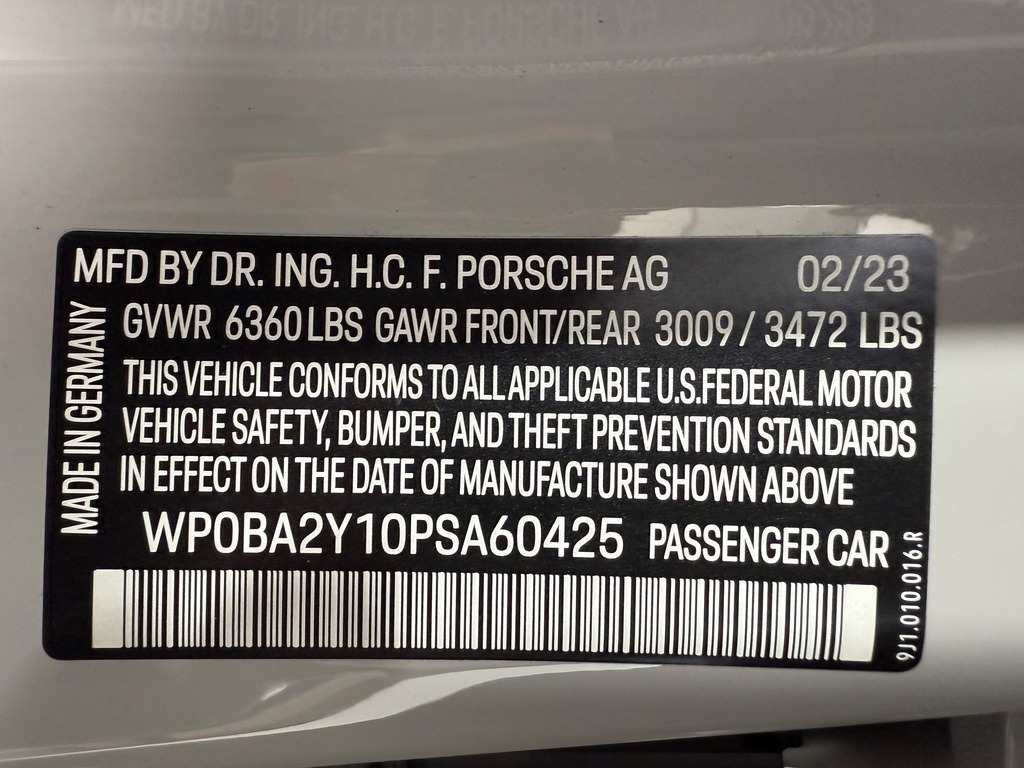 MFD BY DR. ING. H.C. F. PORSCHE AG 02/23
GVWR 6360 LBS GAWR FRONT/REAR 3009 / 3472 LBS
THIS VEHICLE CONFORMS TO ALL APPLICABLE U.S. FEDERAL MOTOR
VEHICLE SAFETY, BUMPER, AND THEFT PREVENTION STANDARDS
IN EFFECT ON THE DATE OF MANUFACTURE SHOWN ABOVE
WP0BA2Y10PSA60425 PASSENGER CAR
MADE IN GERMANY
9J1.010.016.R